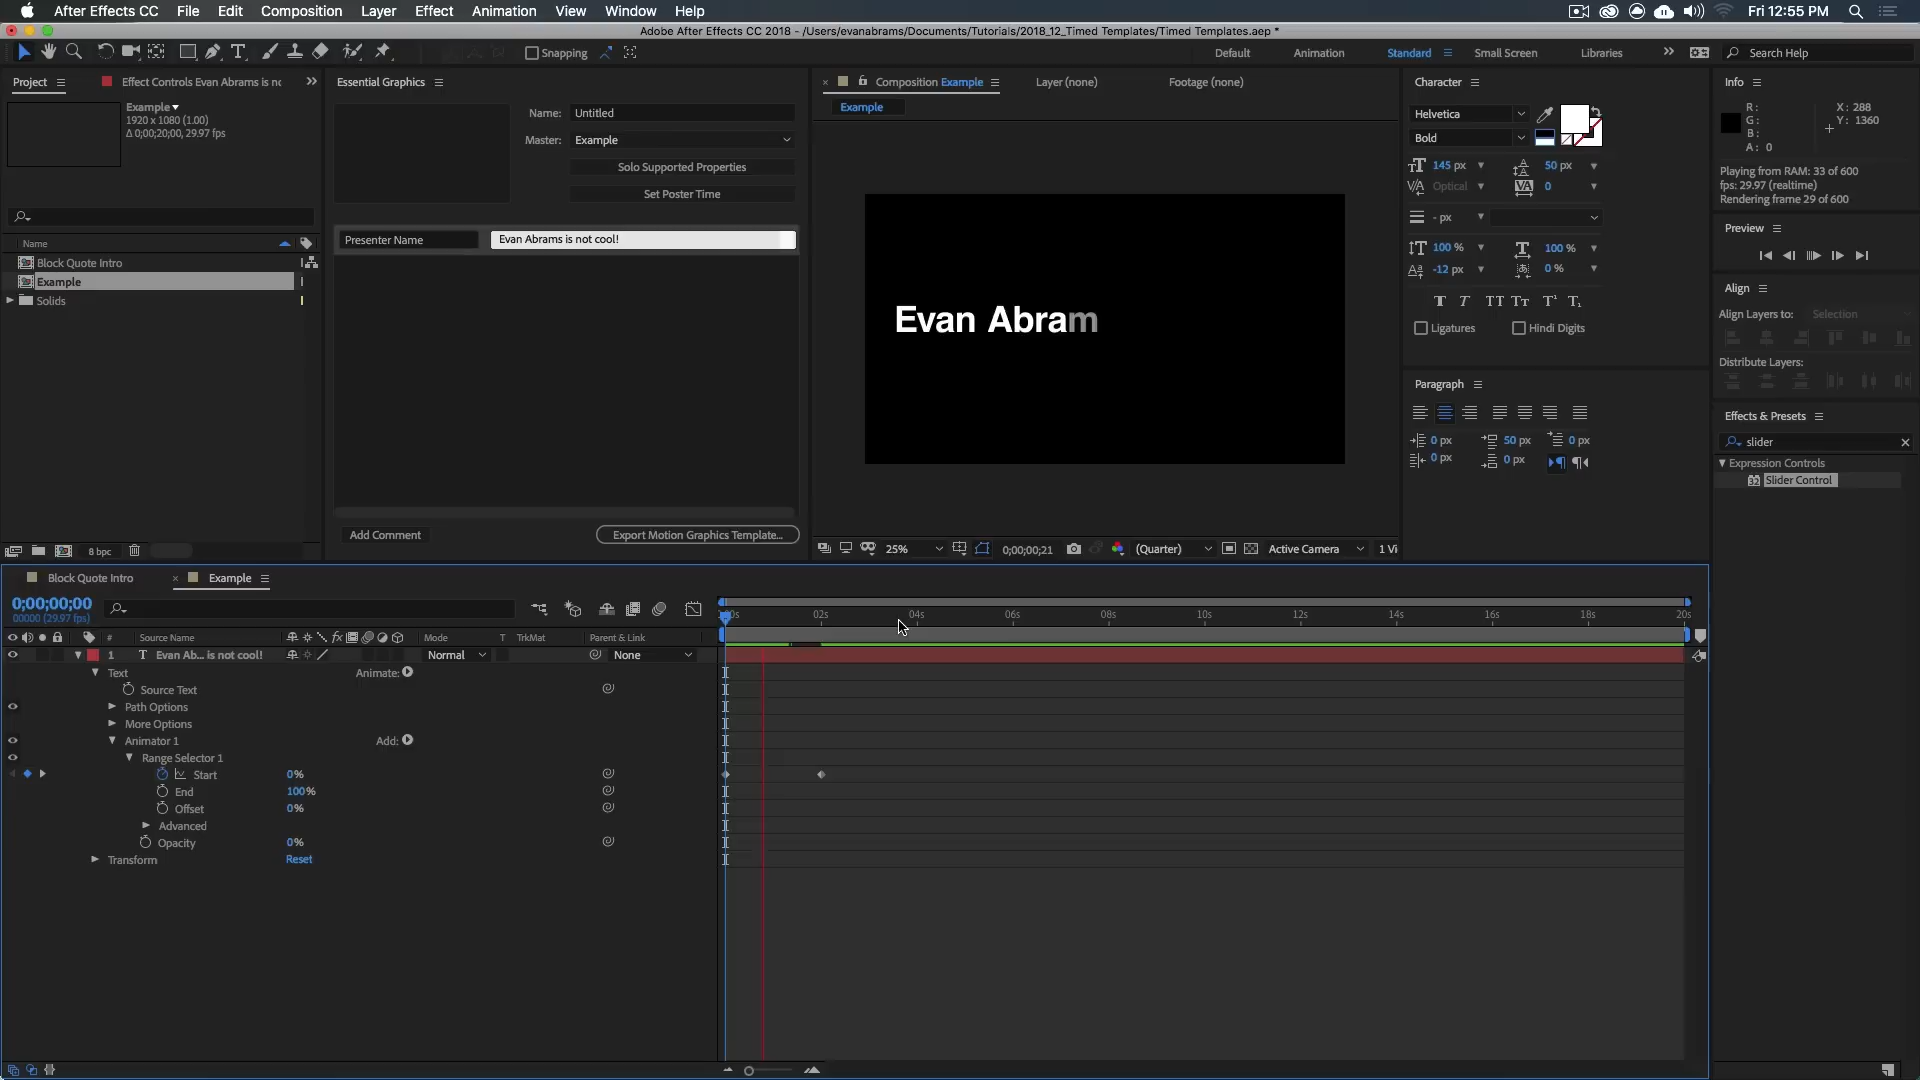 After Effects CC File Edit Composition Layer Effect Animation View Window Help Fri 12:55 PM
Adobe After Effects CC 2018 - /Users/evanabrams/Documents/Tutorials/2018_12_Timed Templates/Timed Templates.aep *
Snapping Default Animation Standard Small Screen Libraries Search Help
Project Effect Controls Evan Abrams is nc
Example
1920 x 1080 (1.00)
Δ 0;00;20;00, 29.97 fps
Name
Block Quote Intro
Example
Solids
8 bpc
Essential Graphics
Name: Untitled
Master: Example
Solo Supported Properties
Set Poster Time
Presenter Name Evan Abrams is not cool!
Add Comment Export Motion Graphics Template...
Composition Example Layer (none) Footage (none)
Example
Evan Abram
25% 0;00;00;21 (Quarter) Active Camera 1 Vi
Character
Helvetica
Bold
145 px 50 px
Optical 0
- px
100 % 100 %
-12 px 0 %
T T TT Tт T¹ T₁
Ligatures Hindi Digits
Paragraph
0 px 50 px 0 px
0 px 0 px
Info
R: X: 288
G: Y: 1360
B:
A: 0
Playing from RAM: 33 of 600
fps: 29.97 (realtime)
Rendering frame 29 of 600
Preview
Align
Align Layers to: Selection
Distribute Layers:
Effects & Presets
slider
Expression Controls
32 Slider Control
Block Quote Intro Example
0;00;00;00
00000 (29.97 fps)
:00s 02s 04s 06s 08s 10s 12s 14s 16s 18s 20s
# Source Name fx Mode T TrkMat Parent & Link
1 T Evan Ab... is not cool! Normal None
Text Animate:
Source Text
Path Options
More Options
Animator 1 Add:
Range Selector 1
Start 0%
End 100%
Offset 0%
Advanced
Opacity 0%
Transform Reset